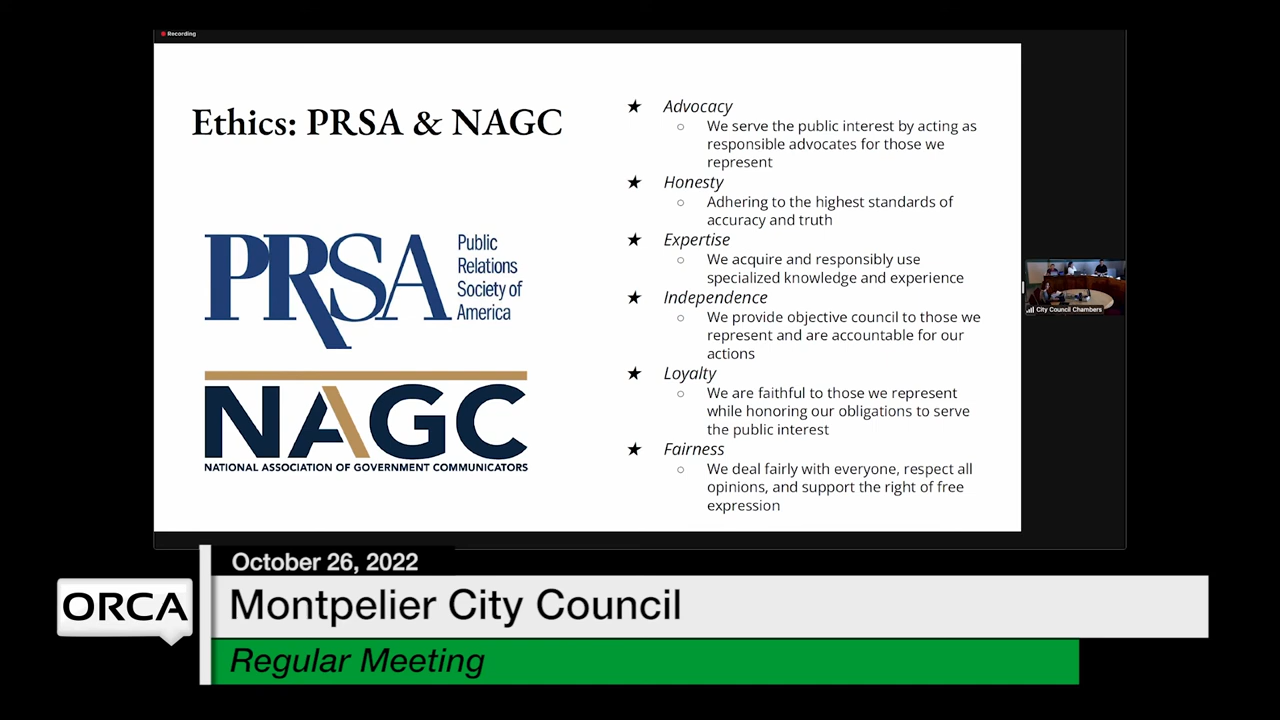 Recording
Ethics: PRSA & NAGC
PRSA
Public
Relations
Society of
America
NAGC
NATIONAL ASSOCIATION OF GOVERNMENT COMMUNICATORS
★ Advocacy
○ We serve the public interest by acting as
responsible advocates for those we
represent
★ Honesty
○ Adhering to the highest standards of
accuracy and truth
★ Expertise
○ We acquire and responsibly use
specialized knowledge and experience
★ Independence
○ We provide objective council to those we
represent and are accountable for our
actions
★ Loyalty
○ We are faithful to those we represent
while honoring our obligations to serve
the public interest
★ Fairness
○ We deal fairly with everyone, respect all
opinions, and support the right of free
expression
City Council Chambers
October 26, 2022
ORCA
Montpelier City Council
Regular Meeting